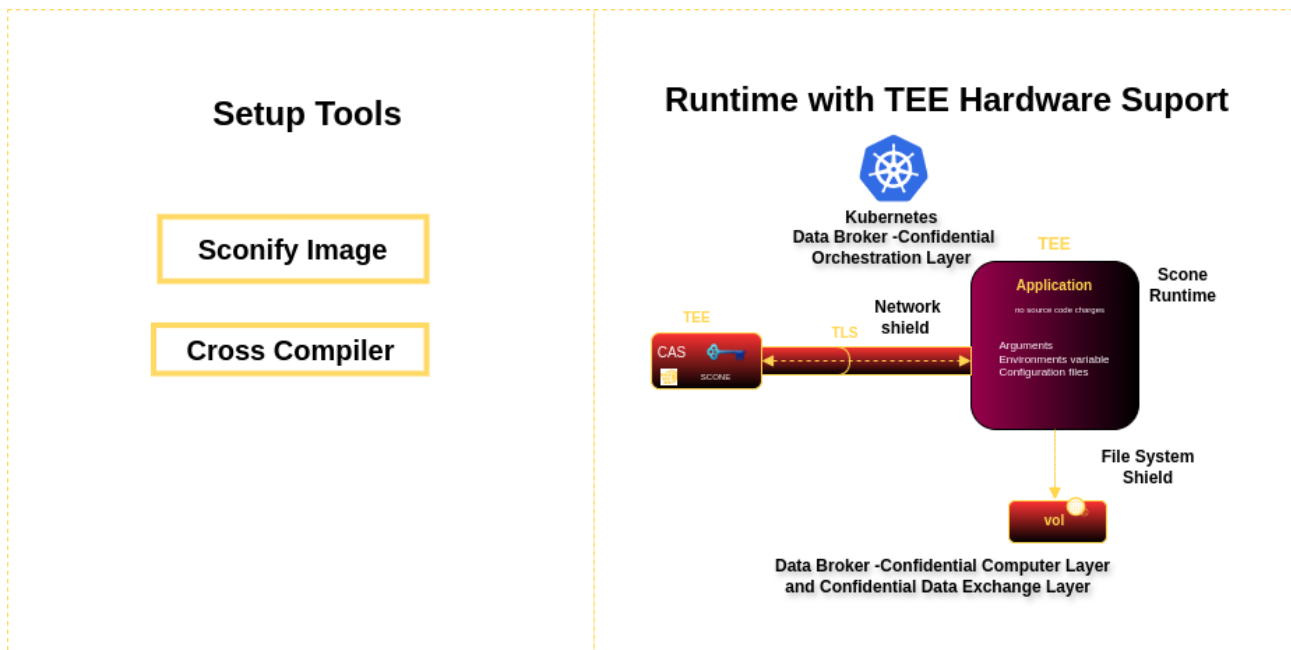 Setup Tools
Sconify Image
Cross Compiler
Runtime with TEE Hardware Suport
Kubernetes
Data Broker -Confidential
Orchestration Layer
TEE
Application
no source code charges
Arguments
Environments variable
Configuration files
Scone
Runtime
Network
shield
TLS
TEE
CAS
SCONE
File System
Shield
vol
Data Broker -Confidential Computer Layer
and Confidential Data Exchange Layer